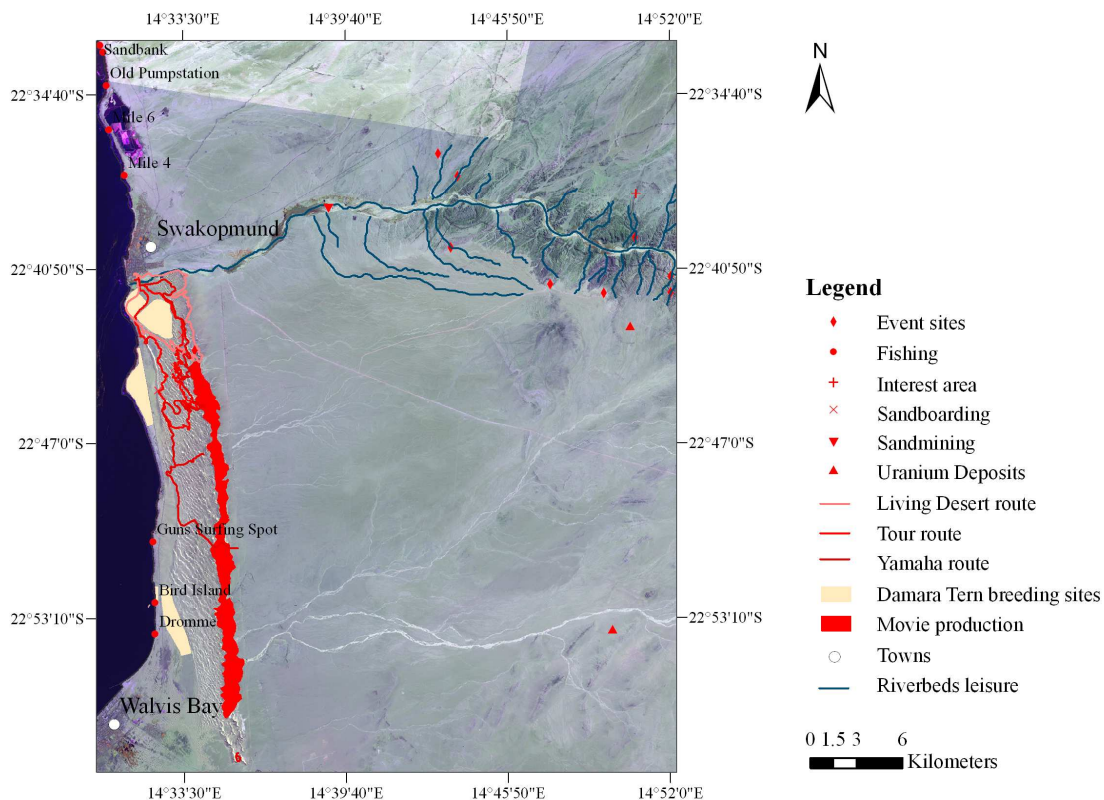 14°33'30"E
14°39'40"E
14°45'50"E
14°52'0"E
N
Sandbank
Old Pumpstation
22°34'40"S
22°34'40"S
Mile 6
Mile 4
Swakopmund
22°40'50"S
22°40'50"S
Legend
Event sites
Fishing
Interest area
Sandboarding
Sandmining
Uranium Deposits
Living Desert route
Tour route
Yamaha route
Damara Tern breeding sites
Movie production
Towns
Riverbeds leisure
22°47'0"S
22°47'0"S
Guns Surfing Spot
Bird Island
Dromme
22°53'10"S
22°53'10"S
Walvis Bay
0 1.5 3 6
Kilometers
14°33'30"E
14°39'40"E
14°45'50"E
14°52'0"E